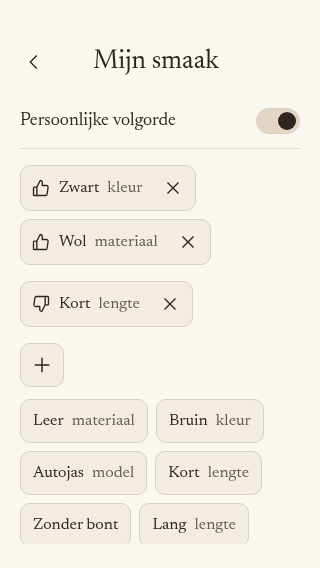 Mijn smaak
Persoonlijke volgorde
Zwart kleur
Wol materiaal
Kort lengte
Leer materiaal Bruin kleur
Autojas model Kort lengte
Zonder bont Lang lengte